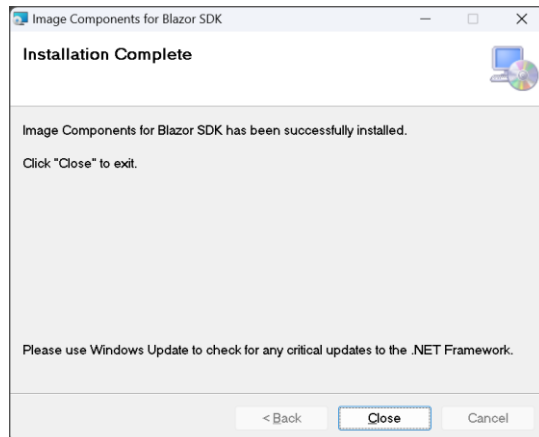 Image Components for Blazor SDK
Installation Complete
Image Components for Blazor SDK has been successfully installed.
Click "Close" to exit.
Please use Windows Update to check for any critical updates to the .NET Framework.
< Back Close Cancel